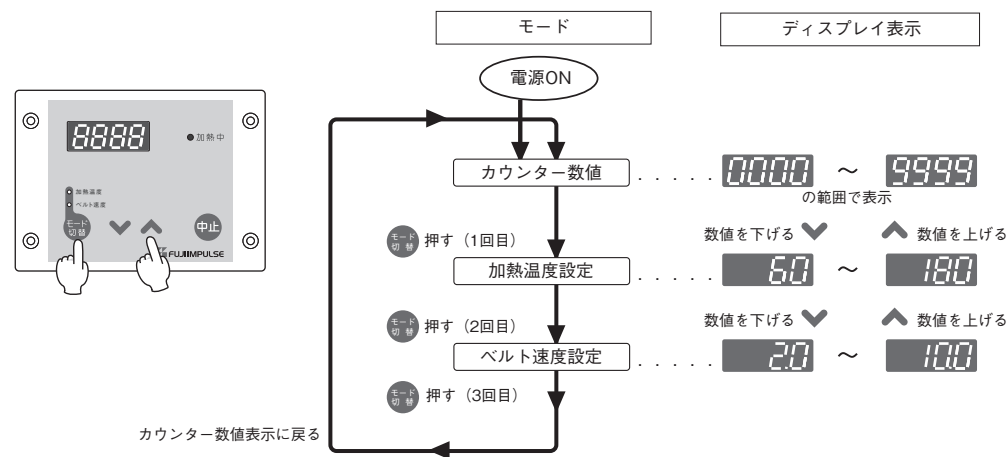 モード
ディスプレイ表示
電源ON
8888
加熱中
加熱温度
ベルト速度
モード
切替
中止
FUJIIMPULSE
カウンター数値
. . . . .
0000 ～ 9999
の範囲で表示
モード
切替
押す（1回目）
数値を下げる
数値を上げる
加熱温度設定
. . . . .
60 ～ 180
モード
切替
押す（2回目）
数値を下げる
数値を上げる
ベルト速度設定
. . . . .
2.0 ～ 10.0
モード
切替
押す（3回目）
カウンター数値表示に戻る